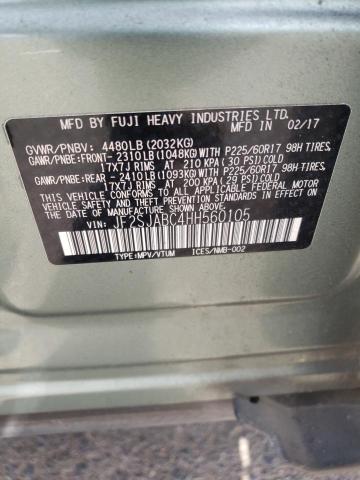 MFD BY FUJI HEAVY INDUSTRIES LTD.
02/17
GVWR/PNBV: 4480LB (2032KG)
GAWR/PNBE:FRONT- 2310LB (1048KG)WITH P225/60R17 98H TIRES,
17X7J RIMS AT 210 KPA (30 PSI) COLD
GAWR/PNBE:REAR - 2410LB (1093KG)WITH P225/60R17 98H TIRES,
17X7J RIMS AT 200 KPA (29 PSI) COLD
THIS VEHICLE CONFORMS TO ALL APPLICABLE U.S. FEDERAL MOTOR
VEHICLE SAFETY AND THEFT PREVENTION STANDARDS IN EFFECT
ON THE DATE OF MANUFACTURE SHOWN ABOVE.
VIN: JF2SJABC4HH560105
TYPE:MPV/VTUM ICES/NMB-002